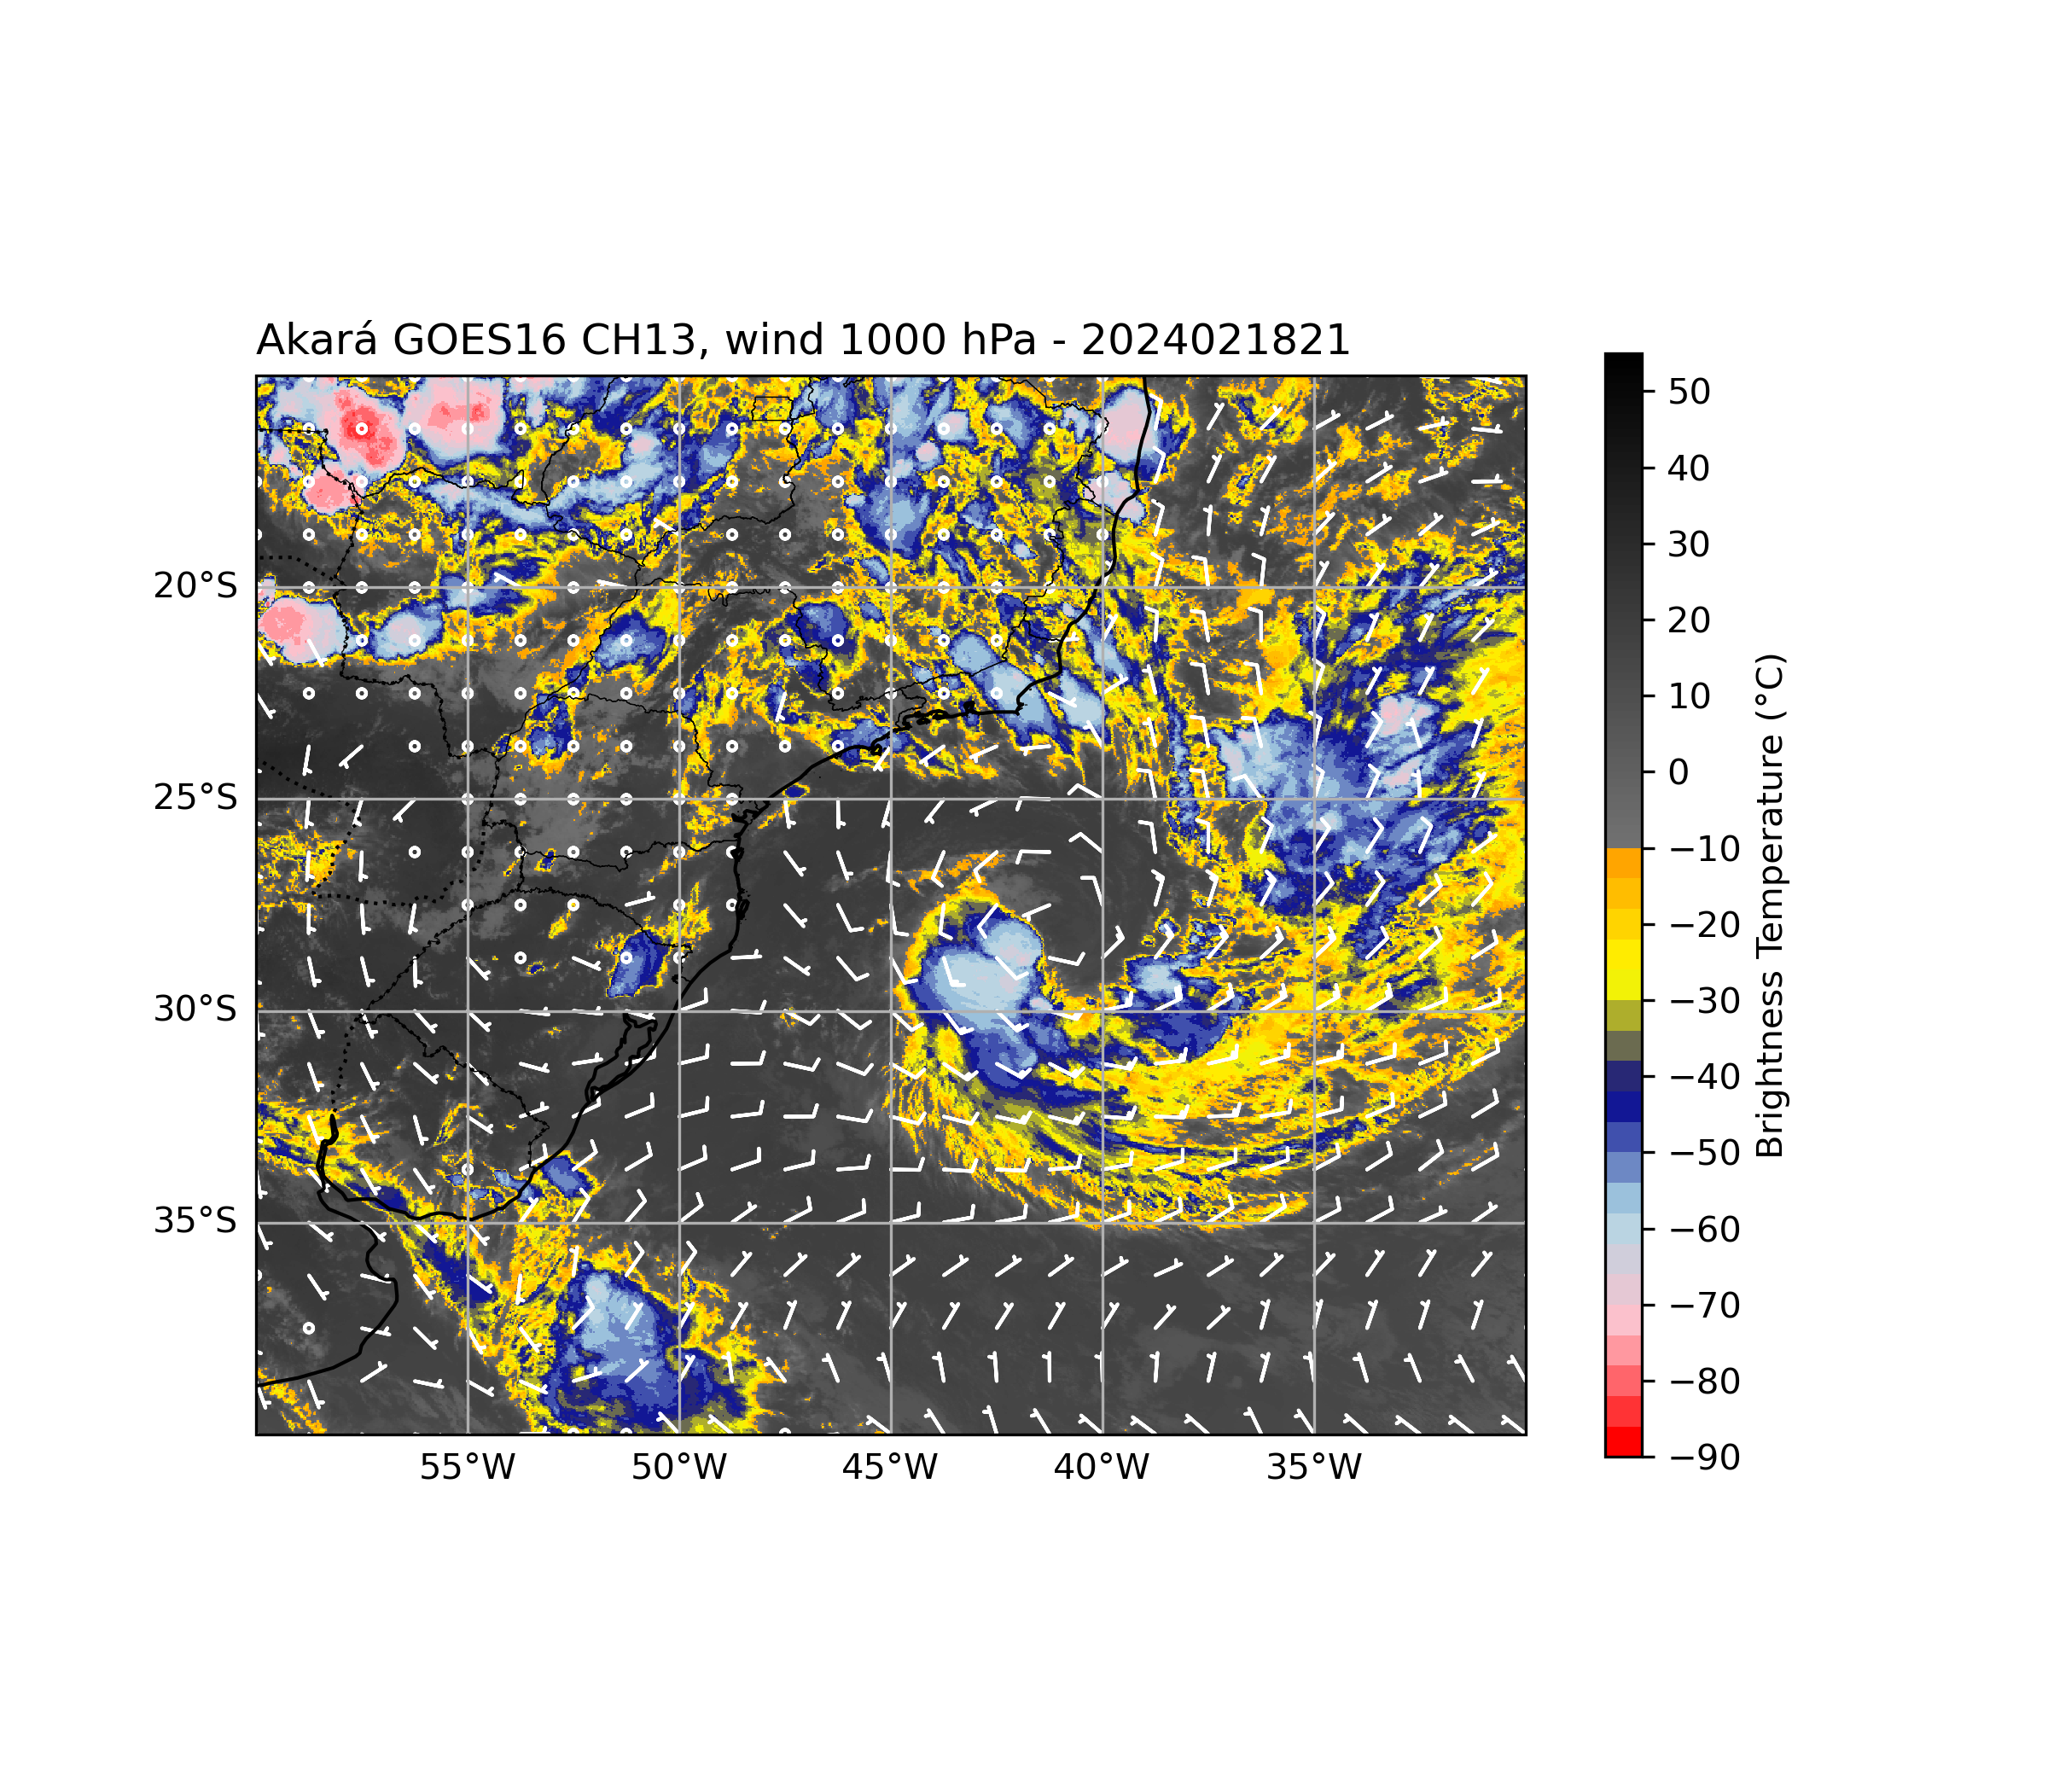 Akará GOES16 CH13, wind 1000 hPa - 2024021821
50
40
30
20
10
0
−10
−20
−30
−40
−50
−60
−70
−80
−90
Brightness Temperature (°C)
20°S
25°S
30°S
35°S
55°W 50°W 45°W 40°W 35°W